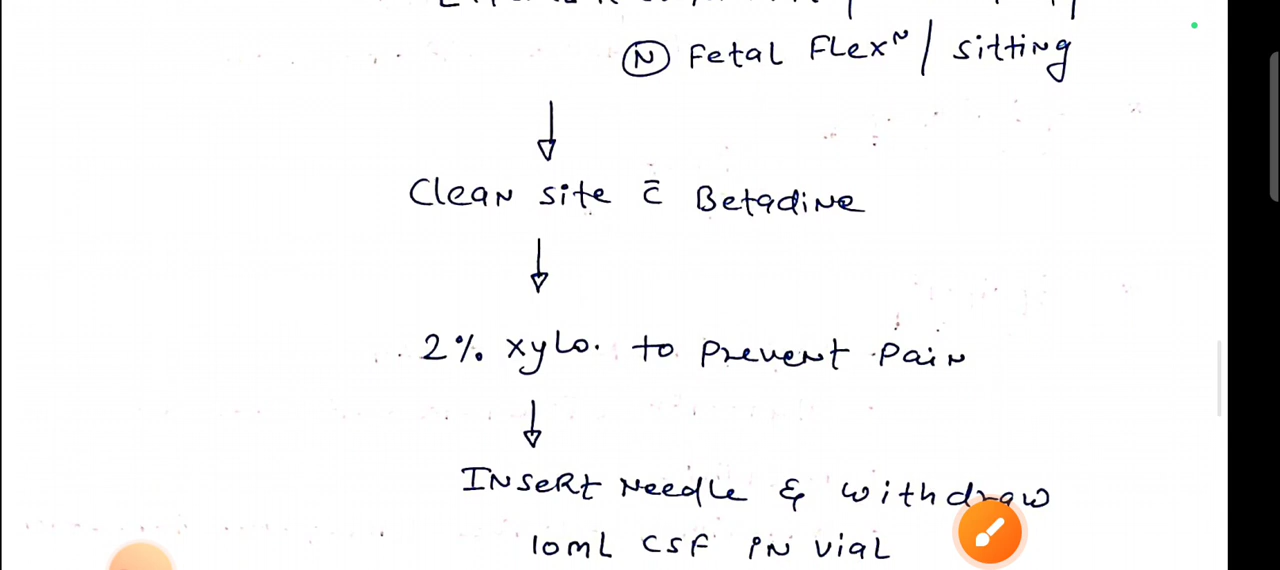 Ⓝ Fetal Flexⁿ / sitting
↓
Clean site c̄ Betadine
↓
2% xylo. to prevent pain
↓
Insert Needle & withdraw
10mL CSF in vial